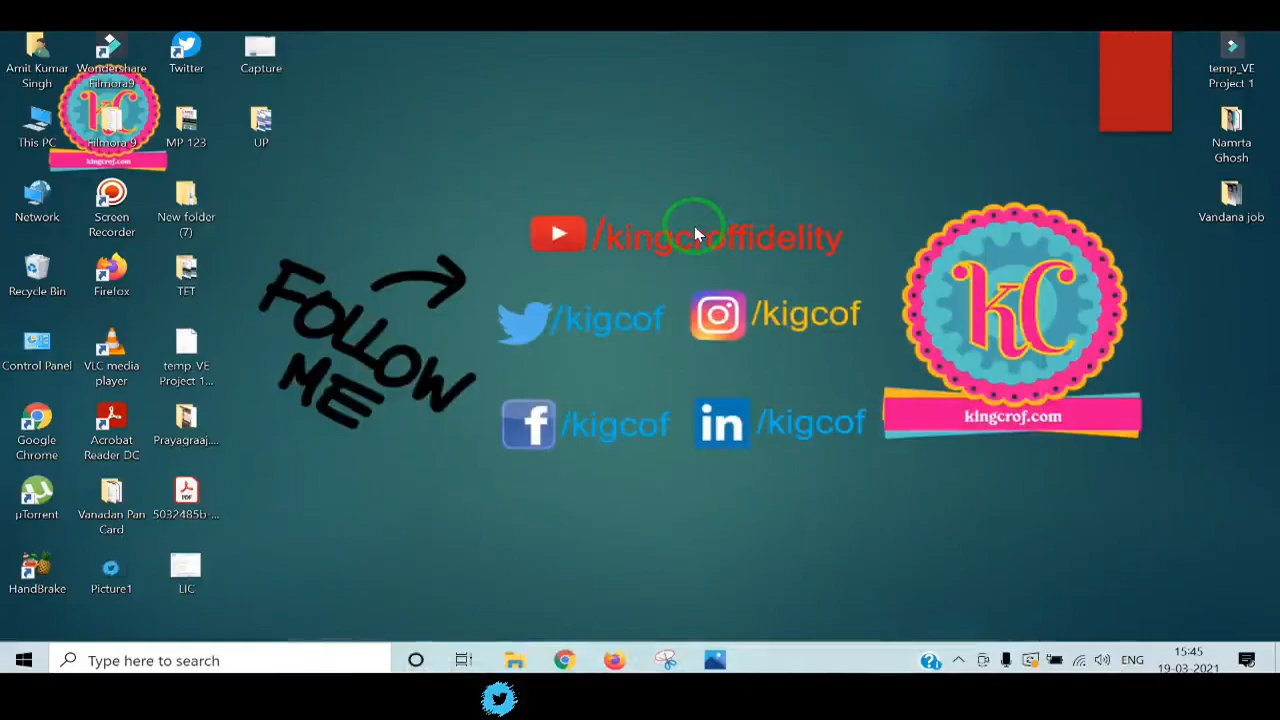 Amit Kumar
Singh
Wondershare
Filmora9
Twitter
Capture
temp_VE
Project 1
kc
kingcrof.com
This PC
Filmora 9
MP 123
UP
Namrta
Ghosh
Network
Screen
Recorder
New folder
(7)
Vandana job
/kingcroffidelity
Recycle Bin
Firefox
TET
FOLLOW
ME
/kigcof
/kigcof
kC
kingcrof.com
Control Panel
VLC media
player
temp_VE
Project 1...
f /kigcof
in /kigcof
Google
Chrome
Acrobat
Reader DC
Prayagraaj....
µTorrent
Vanadan Pan
Card
PDF
5032485b-...
HandBrake
Picture1
LIC
Type here to search
ENG
15:45
19-03-2021